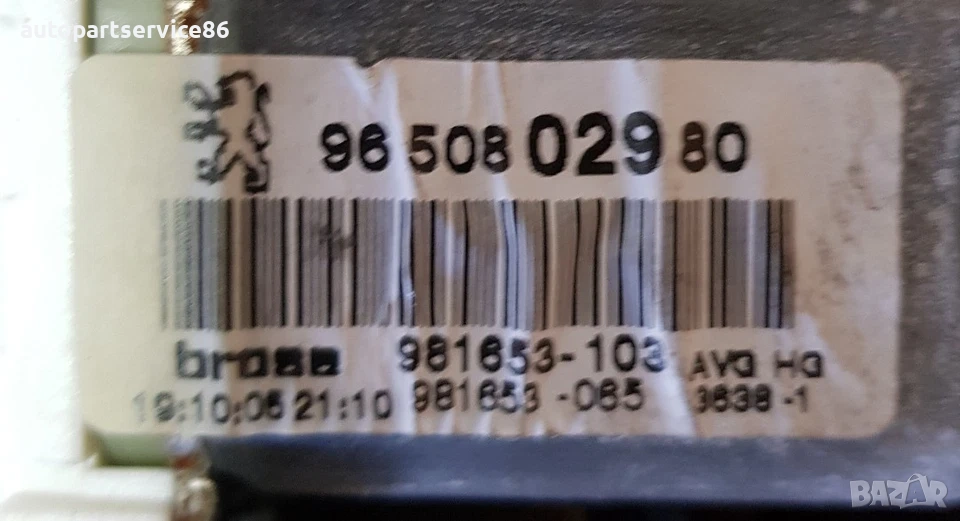 autopartservice86
96 508 029 80
brose 981653-103 AVG HG
19:10:06 21:10 981653-065 3638-1
BAZAR